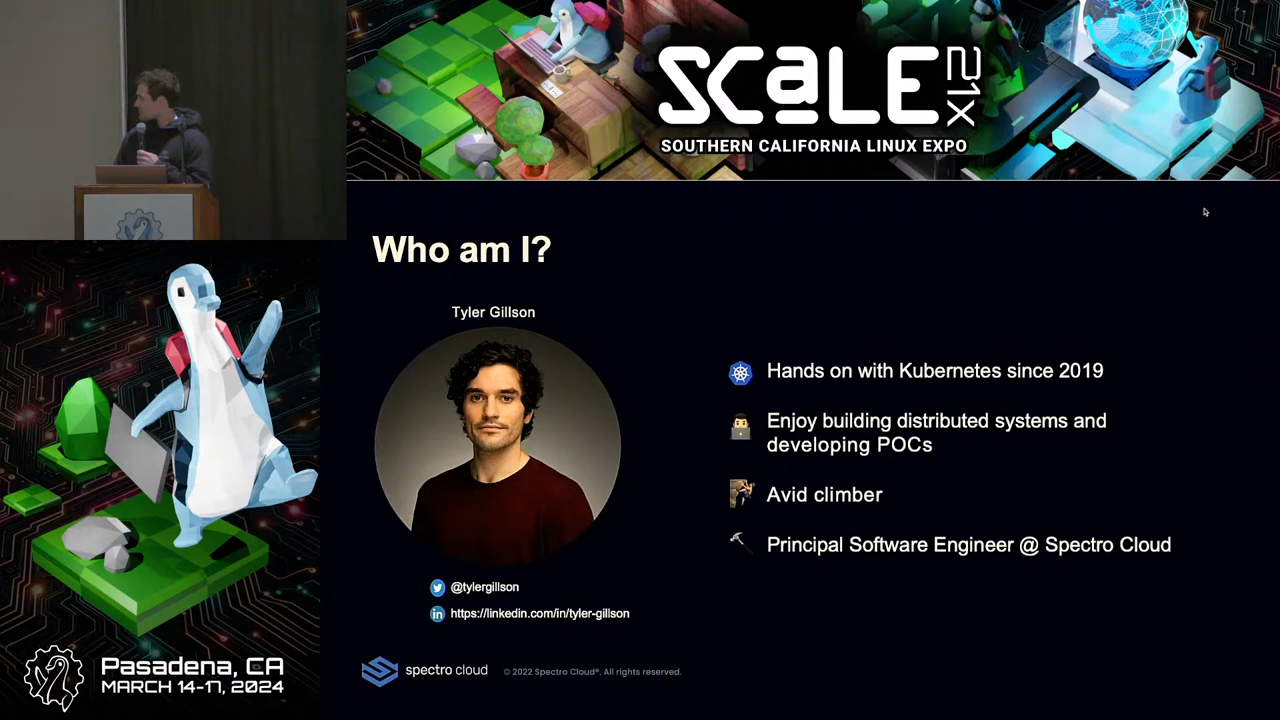 SCALE 21X
SOUTHERN CALIFORNIA LINUX EXPO
Who am I?
Tyler Gillson
Hands on with Kubernetes since 2019
Enjoy building distributed systems and
developing POCs
Avid climber
Principal Software Engineer @ Spectro Cloud
@tylergillson
https://linkedin.com/in/tyler-gillson
spectro cloud © 2022 Spectro Cloud®. All rights reserved.
Pasadena, CA
MARCH 14-17, 2024